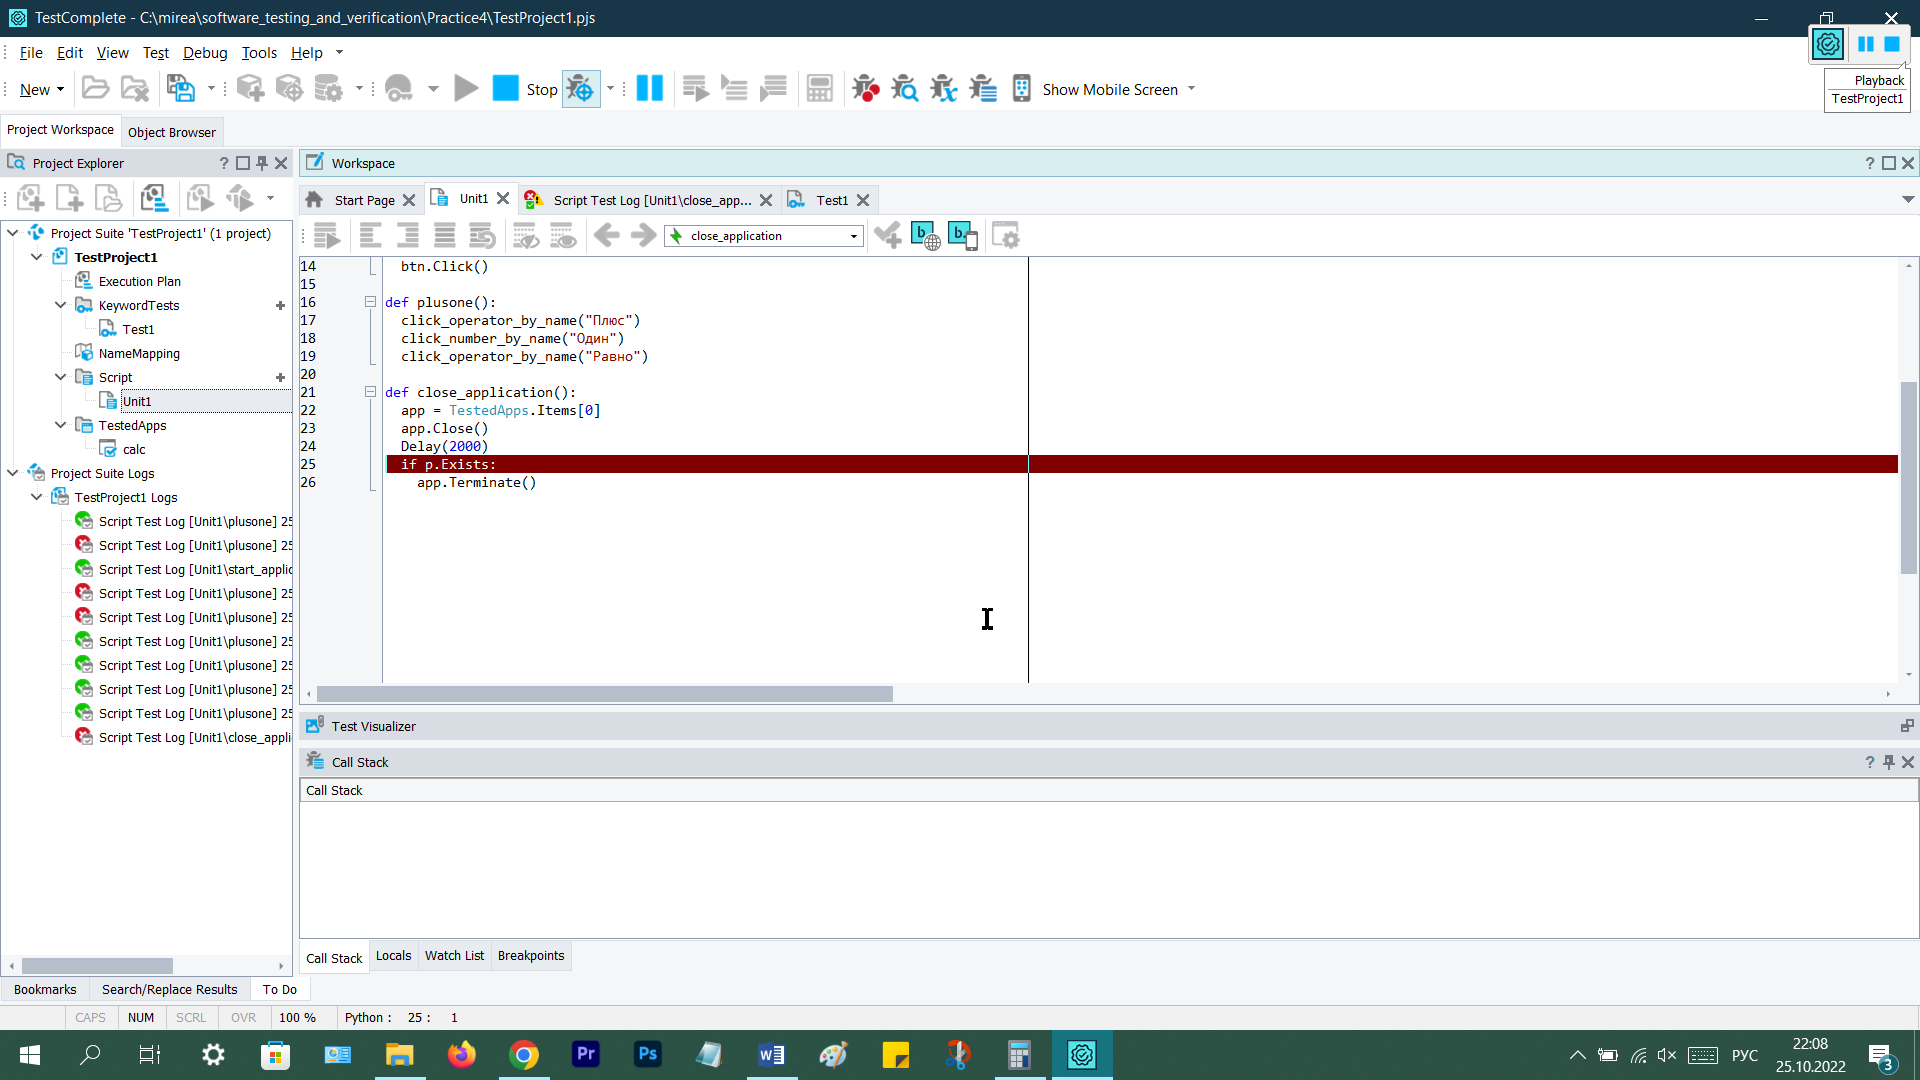 TestComplete - C:\mirea\software_testing_and_verification\Practice4\TestProject1.pjs
File Edit View Test Debug Tools Help
New Stop Show Mobile Screen
Playback
TestProject1
Project Workspace Object Browser
Project Explorer
Workspace
Start Page Unit1 Script Test Log [Unit1\close_app... Test1
close_application
Project Suite 'TestProject1' (1 project)
TestProject1
Execution Plan
KeywordTests
Test1
NameMapping
Script
Unit1
TestedApps
calc
Project Suite Logs
TestProject1 Logs
Script Test Log [Unit1\plusone] 25
Script Test Log [Unit1\plusone] 25
Script Test Log [Unit1\start_applic
Script Test Log [Unit1\plusone] 25
Script Test Log [Unit1\plusone] 25
Script Test Log [Unit1\plusone] 25
Script Test Log [Unit1\plusone] 25
Script Test Log [Unit1\plusone] 25
Script Test Log [Unit1\plusone] 25
Script Test Log [Unit1\close_appli
14 btn.Click()
15
16 def plusone():
17 click_operator_by_name("Плюс")
18 click_number_by_name("Один")
19 click_operator_by_name("Равно")
20
21 def close_application():
22 app = TestedApps.Items[0]
23 app.Close()
24 Delay(2000)
25 if p.Exists:
26 app.Terminate()
Test Visualizer
Call Stack
Call Stack
Call Stack Locals Watch List Breakpoints
Bookmarks Search/Replace Results To Do
CAPS NUM SCRL OVR 100 % Python : 25 : 1
Pr Ps
РУС
22:08
25.10.2022
3